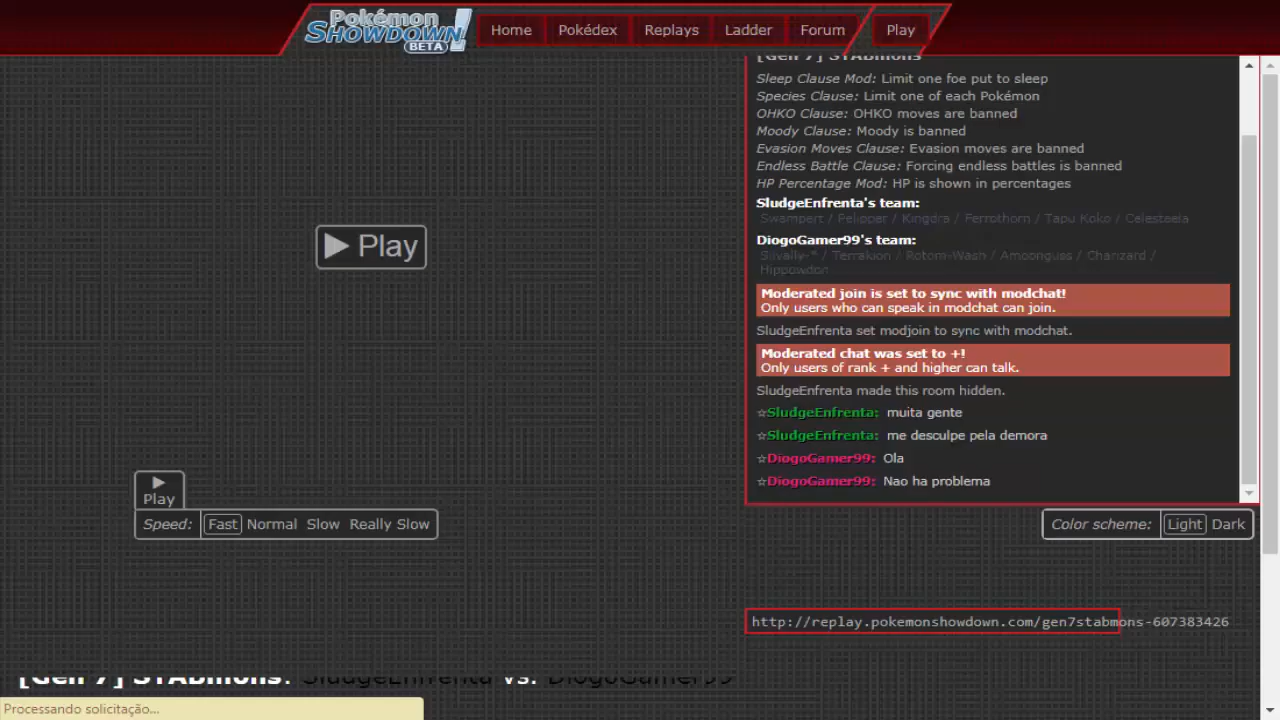 Pokémon
SHOWDOWN!
BETA
Home Pokédex Replays Ladder Forum Play
[Gen 7] STABmons
Sleep Clause Mod: Limit one foe put to sleep
Species Clause: Limit one of each Pokémon
OHKO Clause: OHKO moves are banned
Moody Clause: Moody is banned
Evasion Moves Clause: Evasion moves are banned
Endless Battle Clause: Forcing endless battles is banned
HP Percentage Mod: HP is shown in percentages
SludgeEnfrenta's team:
Swampert / Pelipper / Kingdra / Ferrothorn / Tapu Koko / Celesteela
DiogoGamer99's team:
Silvally-* / Terrakion / Rotom-Wash / Amoonguss / Charizard /
Hippowdon
Moderated join is set to sync with modchat!
Only users who can speak in modchat can join.
SludgeEnfrenta set modjoin to sync with modchat.
Moderated chat was set to +!
Only users of rank + and higher can talk.
SludgeEnfrenta made this room hidden.
☆SludgeEnfrenta: muita gente
☆SludgeEnfrenta: me desculpe pela demora
☆DiogoGamer99: Ola
☆DiogoGamer99: Nao ha problema
▶ Play
▶
Play
Speed: Fast Normal Slow Really Slow
Color scheme: Light Dark
http://replay.pokemonshowdown.com/gen7stabmons-607383426
[Gen 7] STABmons: SludgeEnfrenta vs. DiogoGamer99
Processando solicitação...